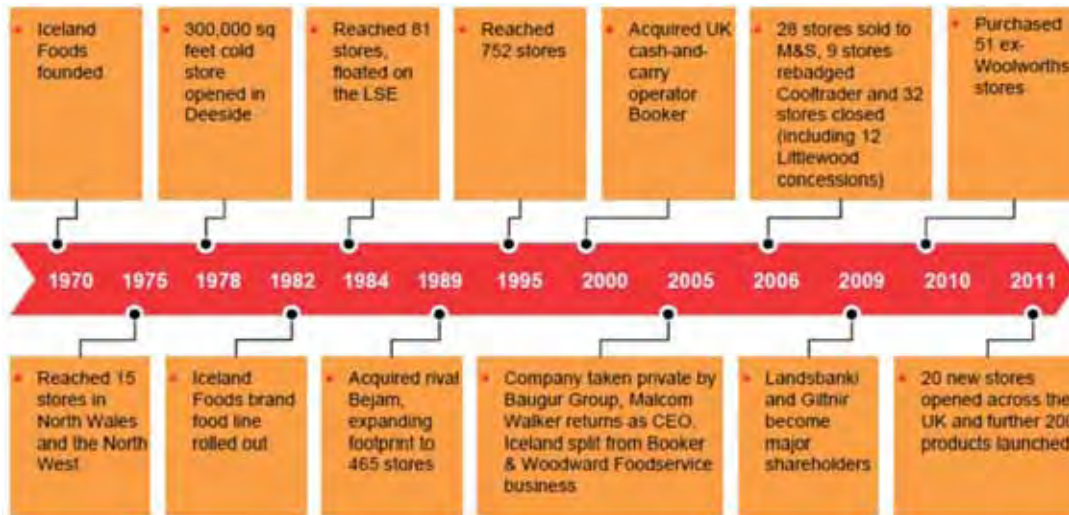 Iceland
Foods
founded
300,000 sq
feet cold
store
opened in
Deeside
Reached 81
stores,
floated on
the LSE
Reached
752 stores
Acquired UK
cash-and-
carry
operator
Booker
28 stores sold to
M&S, 9 stores
rebadged
Cooltrader and 32
stores closed
(including 12
Littlewood
concessions)
Purchased
51 ex-
Woolworths
stores
1970 1975 1978 1982 1984 1989 1995 2000 2005 2006 2009 2010 2011
Reached 15
stores in
North Wales
and the North
West
Iceland
Foods brand
food line
rolled out
Acquired rival
Bejam,
expanding
footprint to
465 stores
Company taken private by
Baugur Group, Malcom
Walker returns as CEO.
Iceland split from Booker
& Woodward Foodservice
business
Landsbanki
and Giltnir
become
major
shareholders
20 new stores
opened across the
UK and further 200
products launched